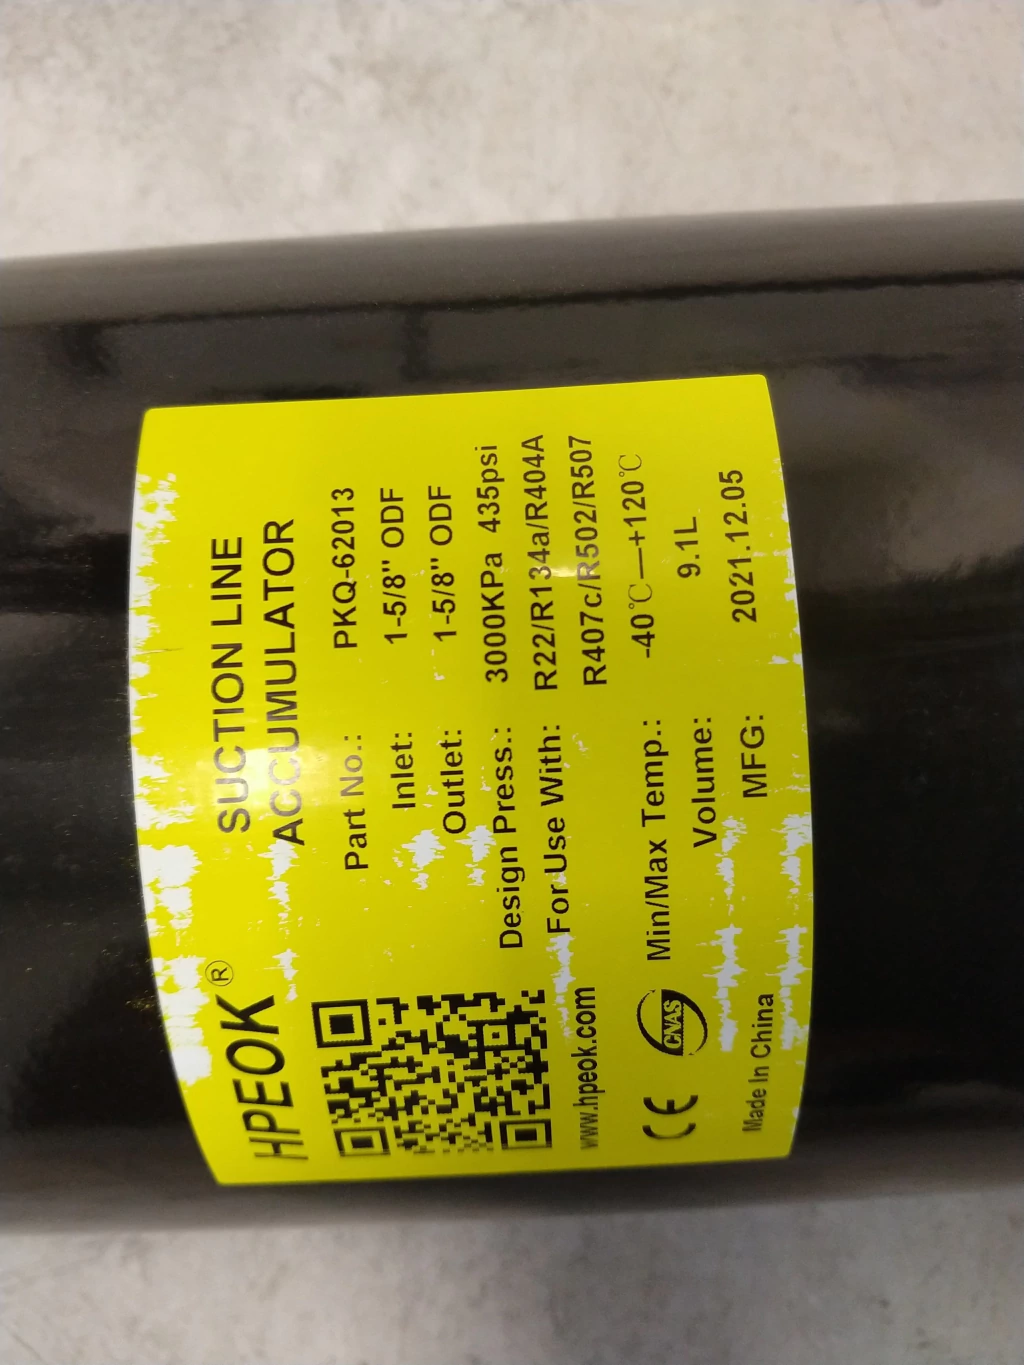 HPEOK®
SUCTION LINE
ACCUMULATOR
Part No.: PKQ-62013
Inlet: 1-5/8" ODF
Outlet: 1-5/8" ODF
Design Press.: 3000KPa 435psi
For Use With: R22/R134a/R404A
R407c/R502/R507
www.hpeok.com
Min/Max Temp.: -40℃—+120℃
CE CNAS
Volume: 9.1L
MFG: 2021.12.05
Made In China